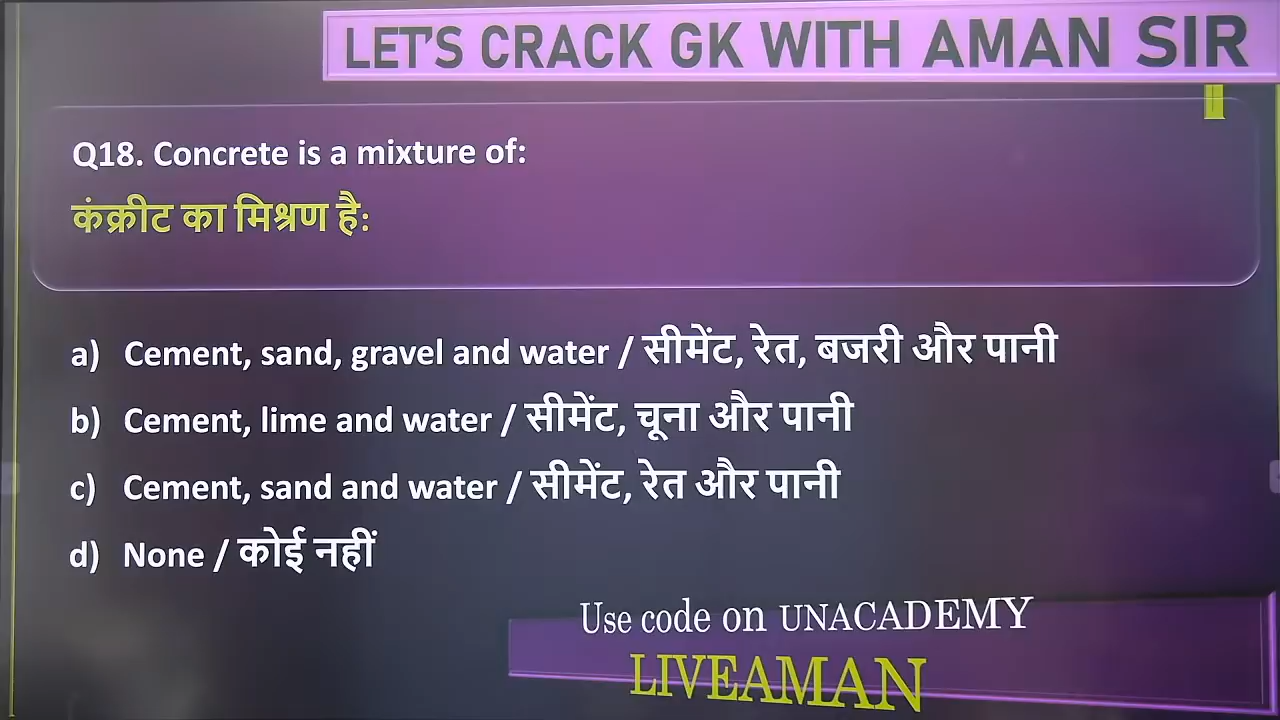 LET'S CRACK GK WITH AMAN SIR
Q18. Concrete is a mixture of:
कंक्रीट का मिश्रण है:
a) Cement, sand, gravel and water / सीमेंट, रेत, बजरी और पानी
b) Cement, lime and water / सीमेंट, चूना और पानी
c) Cement, sand and water / सीमेंट, रेत और पानी
d) None / कोई नहीं
Use code on UNACADEMY
LIVEAMAN